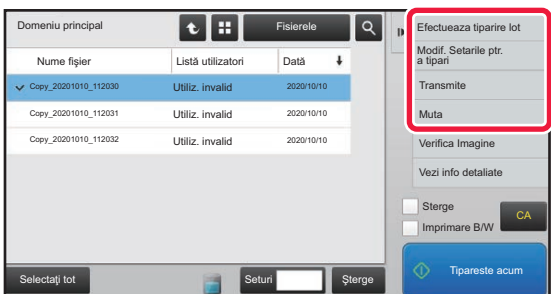 Domeniu principal
Fisierele
Nume fişier
Listă utilizatori
Dată
Copy_20201010_112030
Utiliz. invalid
2020/10/10
Copy_20201010_112031
Utiliz. invalid
2020/10/10
Copy_20201010_112032
Utiliz. invalid
2020/10/10
Selectaţi tot
Seturi
Şterge
Efectueaza tiparire lot
Modif. Setarile ptr.
a tipari
Transmite
Muta
Verifica Imagine
Vezi info detaliate
Sterge
Imprimare B/W
CA
Tipareste acum